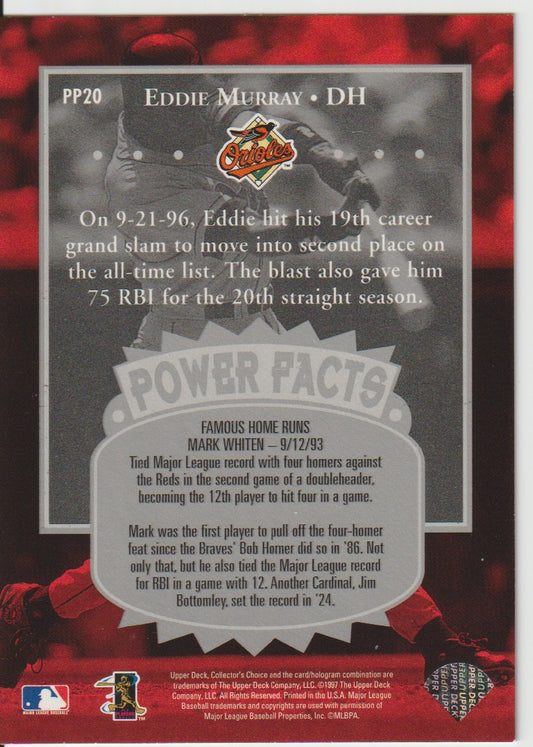 PP20 EDDIE MURRAY • DH
Orioles™
On 9-21-96, Eddie hit his 19th career
grand slam to move into second place on
the all-time list. The blast also gave him
75 RBI for the 20th straight season.
POWER FACTS
FAMOUS HOME RUNS
MARK WHITEN – 9/12/93
Tied Major League record with four homers against
the Reds in the second game of a doubleheader,
becoming the 12th player to hit four in a game.
Mark was the first player to pull off the four-homer
feat since the Braves' Bob Horner did so in '86. Not
only that, but he also tied the Major League record
for RBI in a game with 12. Another Cardinal, Jim
Bottomley, set the record in '24.
Upper Deck, Collector's Choice and the card/hologram combination are
trademarks of The Upper Deck Company, LLC. ©1997 The Upper Deck
Company, LLC. All Rights Reserved. Printed in the U.S.A. Major League
Baseball trademarks and copyrights are used with permission of
Major League Baseball Properties, Inc. ©MLBPA.
MAJOR LEAGUE BASEBALL
UPPER DECK